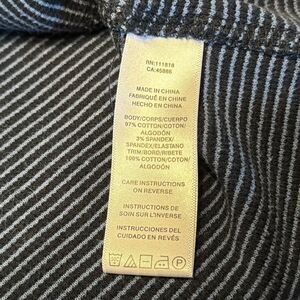 RN:111818
CA:45886
MADE IN CHINA
FABRIQUÉ EN CHINE
HECHO EN CHINA
BODY/CORPS/CUERPO
97% COTTON/COTON/
ALGODÓN
3% SPANDEX/
SPANDEX/ELASTANO
TRIM/BORD/RIBETE
100% COTTON/COTON/
ALGODÓN
CARE INSTRUCTIONS
ON REVERSE
INSTRUCTIONS DE
SOIN SUR L'INVERSE
INSTRUCCIONES DEL
CUIDADO EN REVÉS